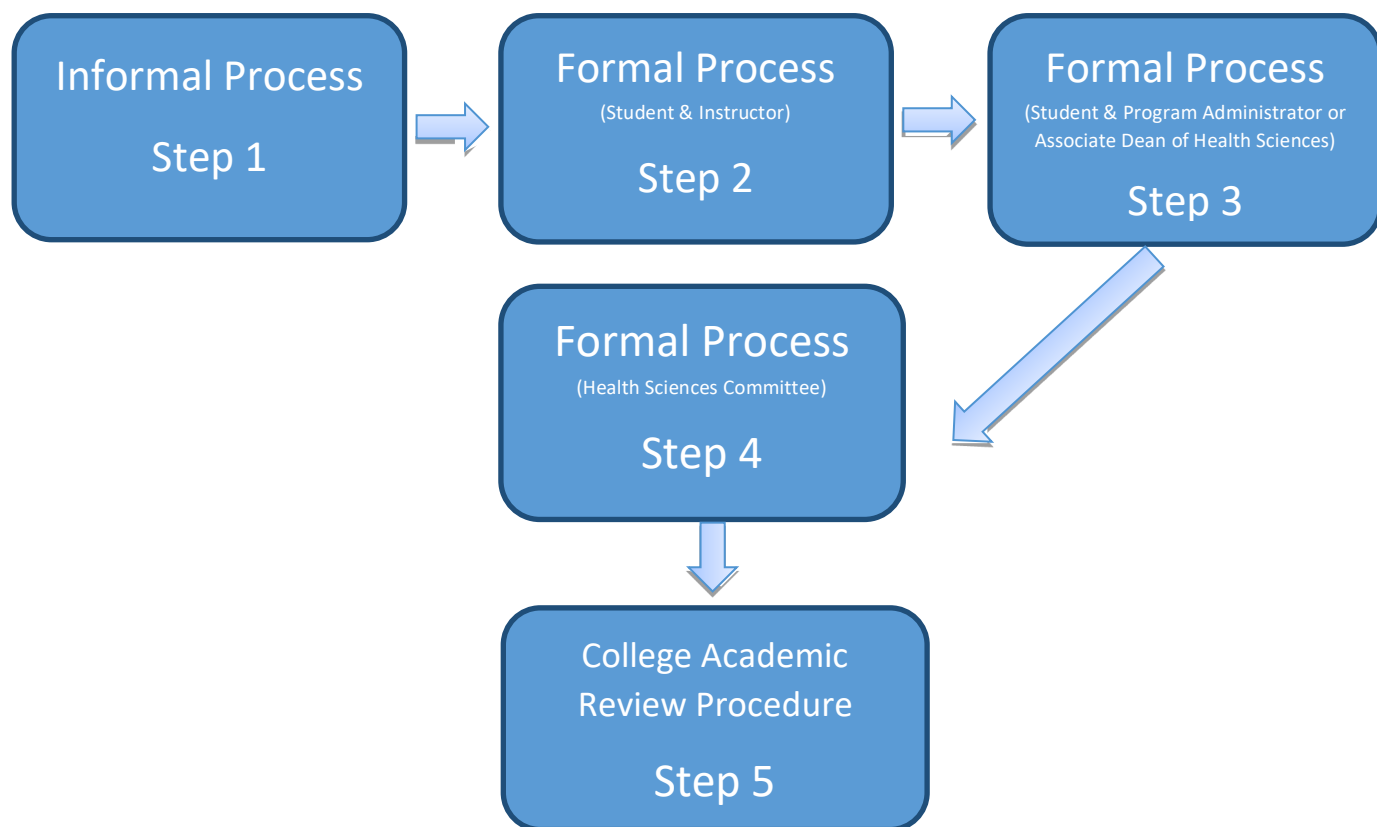 Informal Process
Step 1
Formal Process
(Student & Instructor)
Step 2
Formal Process
(Student & Program Administrator or
Associate Dean of Health Sciences)
Step 3
Formal Process
(Health Sciences Committee)
Step 4
College Academic
Review Procedure
Step 5